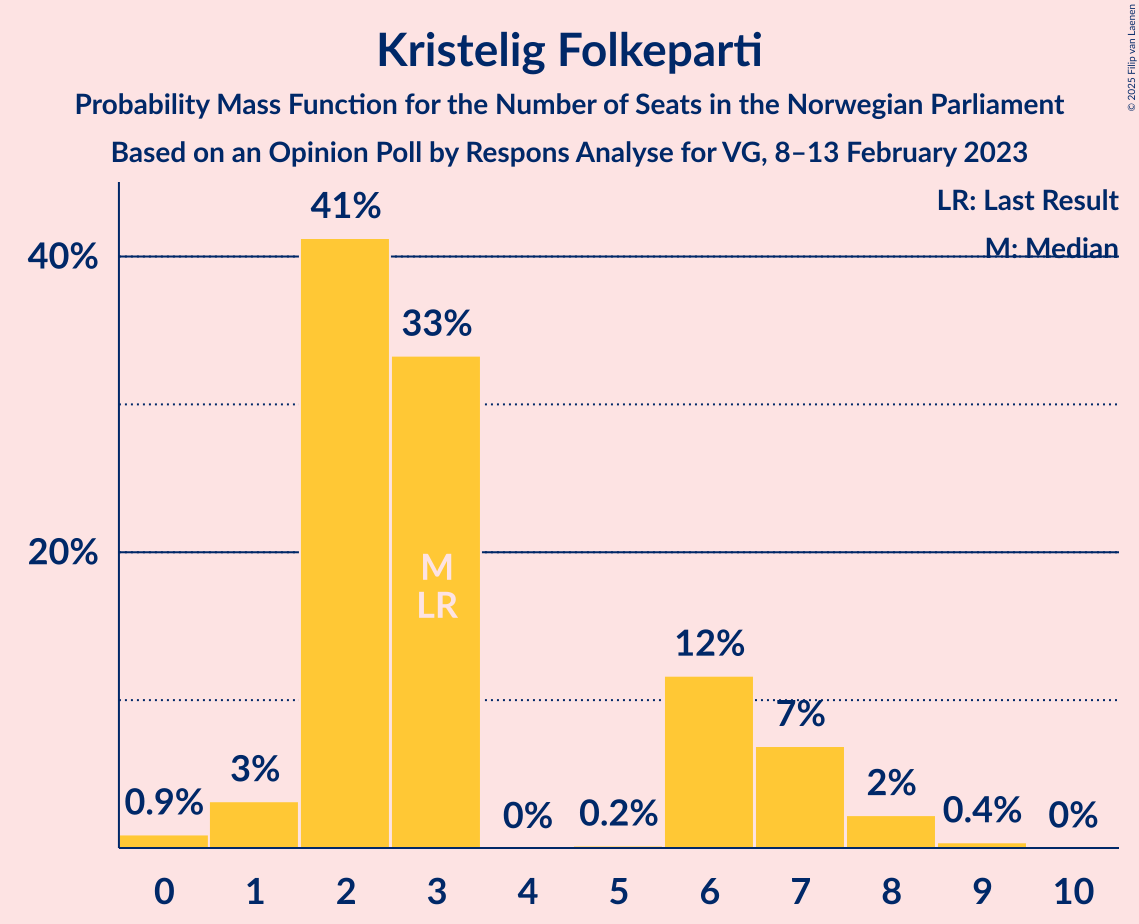 Kristelig Folkeparti
Probability Mass Function for the Number of Seats in the Norwegian Parliament
Based on an Opinion Poll by Respons Analyse for VG, 8–13 February 2023
© 2025 Filip van Laenen
LR: Last Result
M: Median
41%
40%
33%
20%
M
LR
12%
7%
3%
2%
0.9%
0%
0.2%
0.4%
0%
0 1 2 3 4 5 6 7 8 9 10